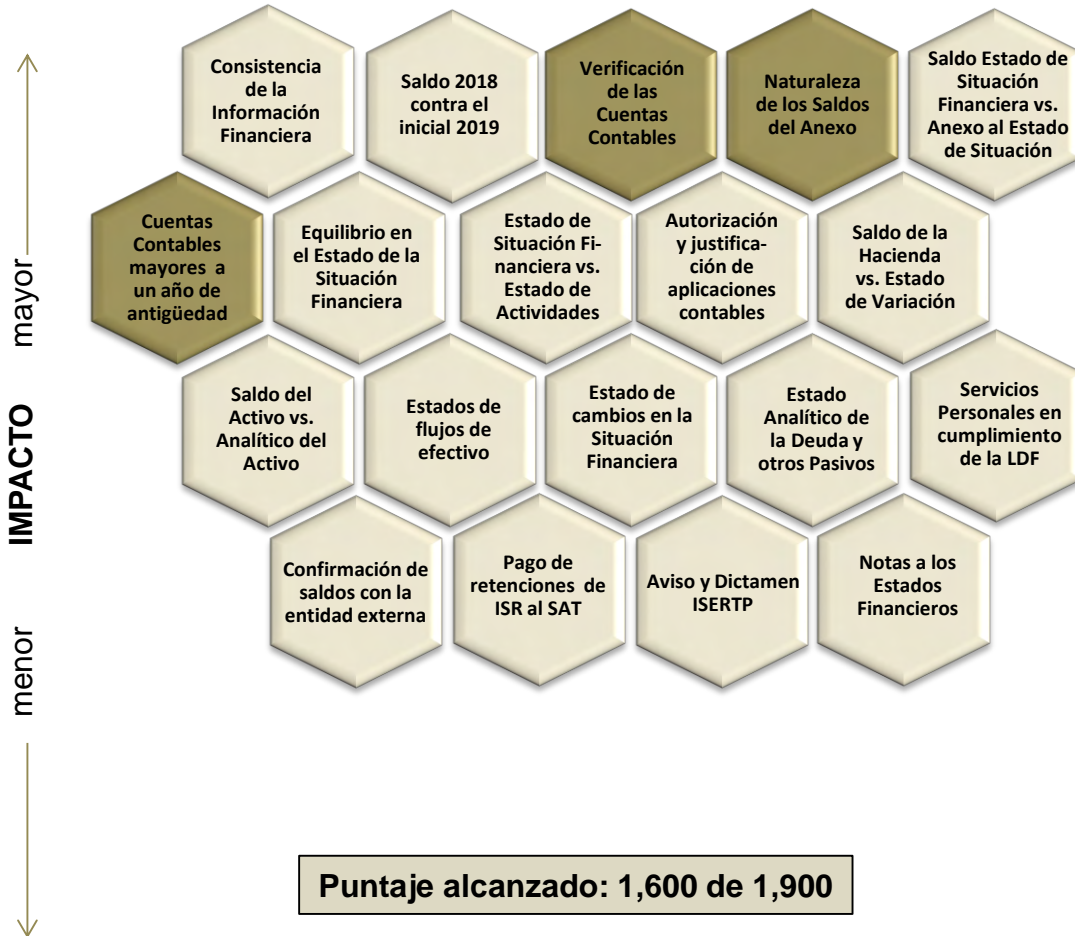 Consistencia
de la
Información
Financiera
Saldo 2018
contra el
inicial 2019
Verificación
de las
Cuentas
Contables
Naturaleza
de los Saldos
del Anexo
Saldo Estado de
Situación
Financiera vs.
Anexo al Estado
de Situación
Cuentas
Contables
mayores a
un año de
antigüedad
Equilibrio en
el Estado de la
Situación
Financiera
Estado de
Situación Fi-
nanciera vs.
Estado de
Actividades
Autorización
y justifica-
ción de
aplicaciones
contables
Saldo de la
Hacienda
vs. Estado
de Variación
Saldo del
Activo vs.
Analítico del
Activo
Estados de
flujos de
efectivo
Estado de
cambios en la
Situación
Financiera
Estado
Analítico de
la Deuda y
otros Pasivos
Servicios
Personales en
cumplimiento
de la LDF
Confirmación de
saldos con la
entidad externa
Pago de
retenciones de
ISR al SAT
Aviso y Dictamen
ISERTP
Notas a los
Estados
Financieros
menor IMPACTO mayor
Puntaje alcanzado: 1,600 de 1,900